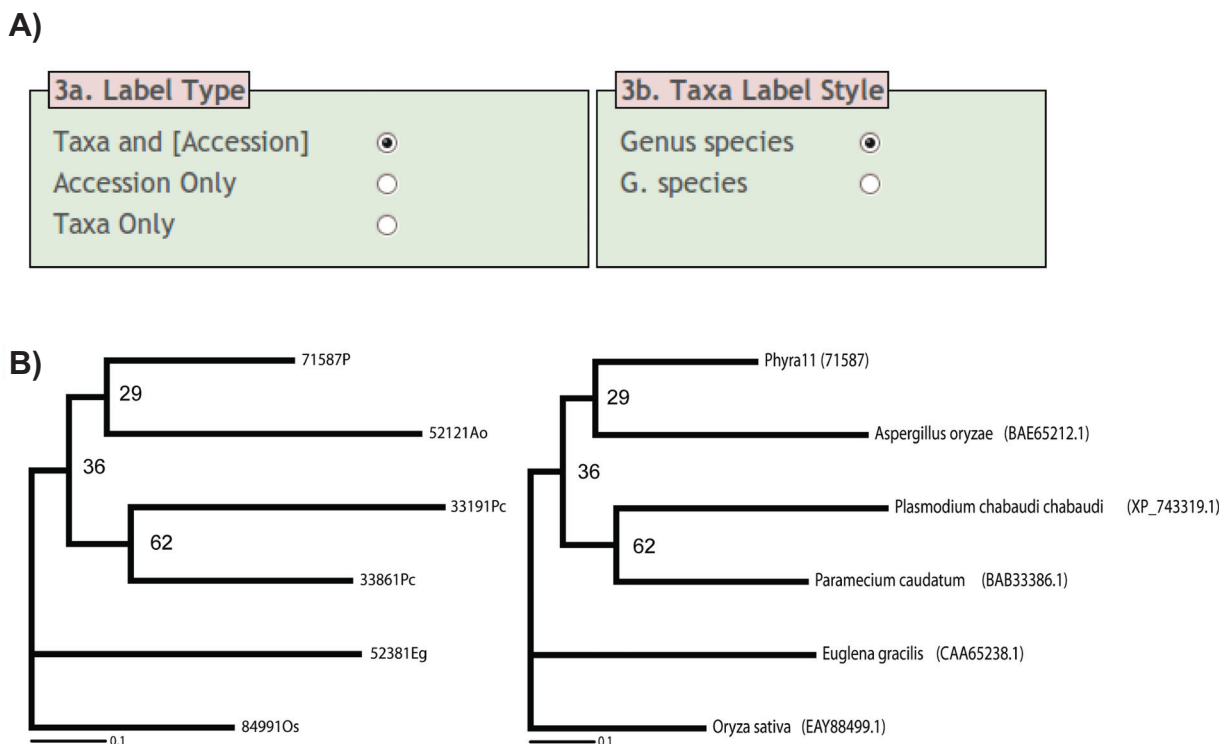 A)
3a. Label Type
Taxa and [Accession]
Accession Only
Taxa Only
3b. Taxa Label Style
Genus species
G. species
B)
71587P
29
52121Ao
36
33191Pc
62
33861Pc
52381Eg
84991Os
0.1
Phyra11 (71587)
29
Aspergillus oryzae (BAE65212.1)
36
Plasmodium chabaudi chabaudi (XP_743319.1)
62
Paramecium caudatum (BAB33386.1)
Euglena gracilis (CAA65238.1)
Oryza sativa (EAY88499.1)
0.1